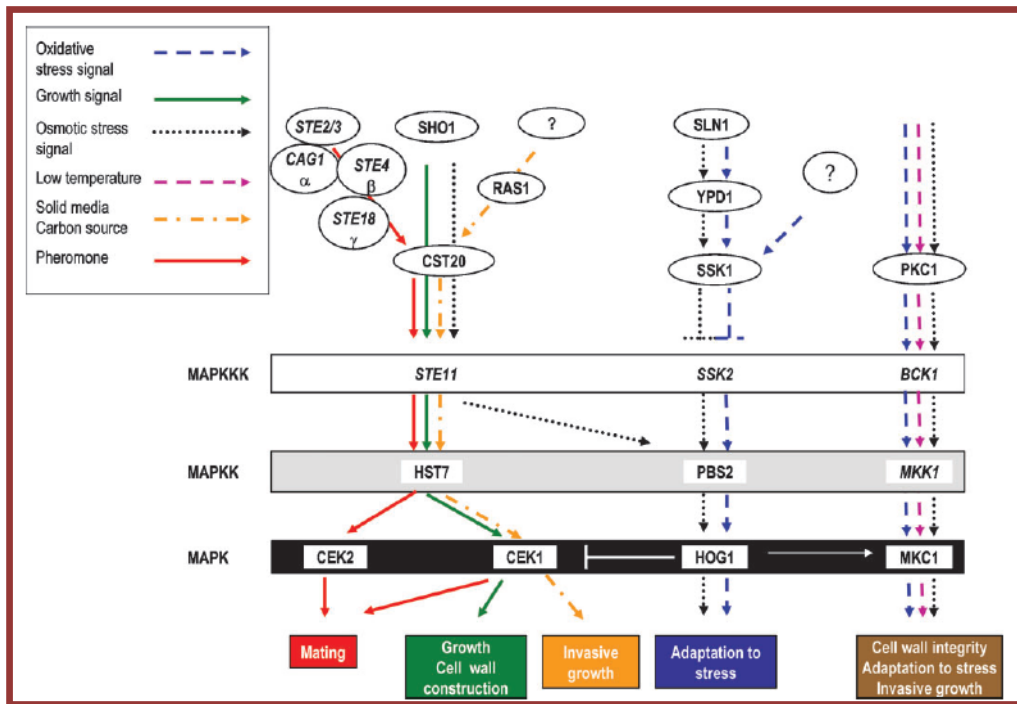 Oxidative
stress signal
Growth signal
Osmotic stress
signal
Low temperature
Solid media
Carbon source
Pheromone
STE2/3
CAG1
α
STE4
β
STE18
γ
SHO1
?
RAS1
CST20
SLN1
YPD1
SSK1
?
PKC1
MAPKKK
STE11
SSK2
BCK1
MAPKK
HST7
PBS2
MKK1
MAPK
CEK2
CEK1
HOG1
MKC1
Mating
Growth
Cell wall
construction
Invasive
growth
Adaptation to
stress
Cell wall integrity
Adaptation to stress
Invasive growth